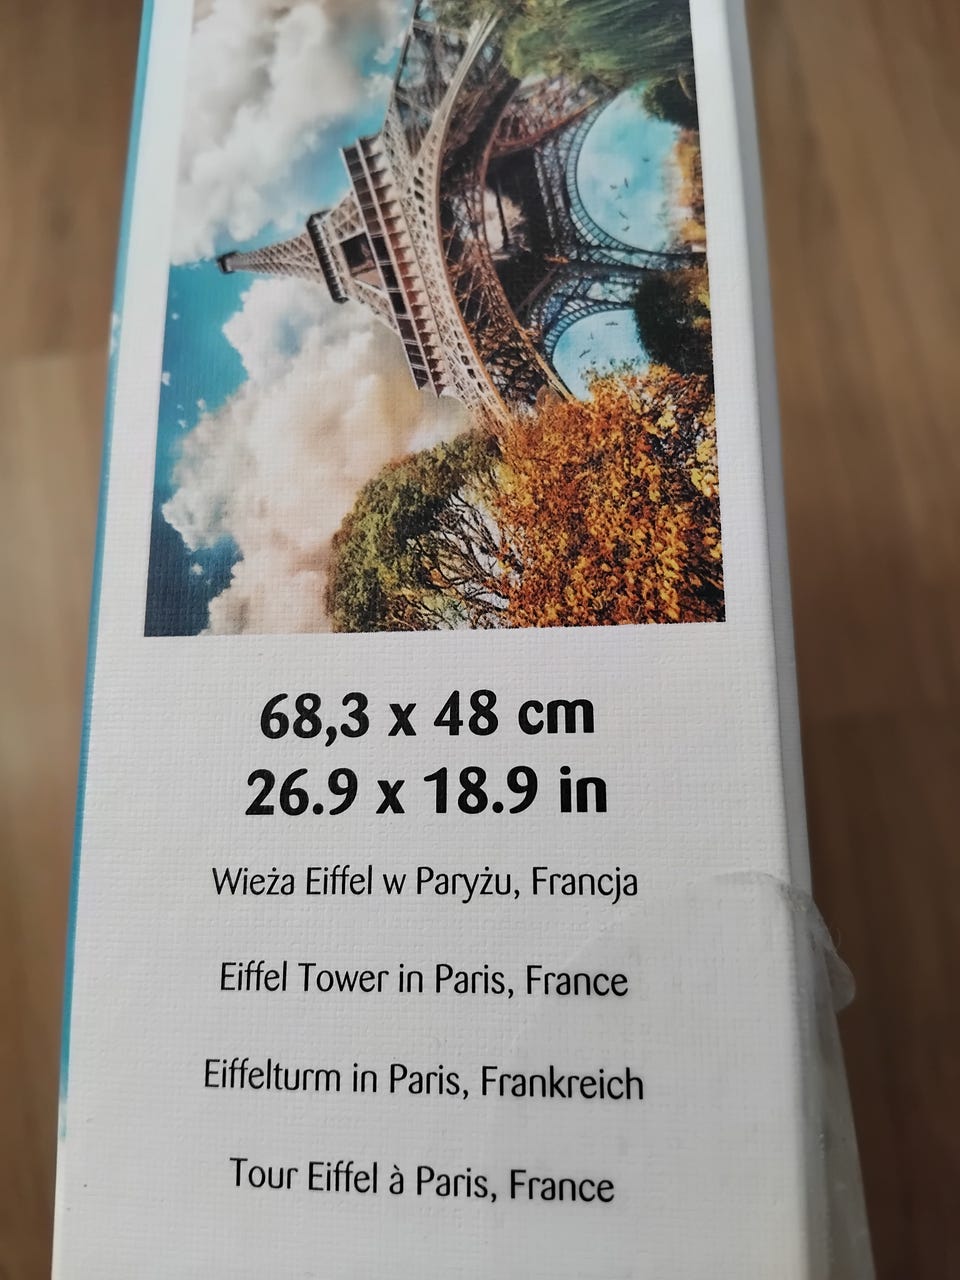 68,3 x 48 cm
26.9 x 18.9 in
Wieża Eiffel w Paryżu, Francja
Eiffel Tower in Paris, France
Eiffelturm in Paris, Frankreich
Tour Eiffel à Paris, France